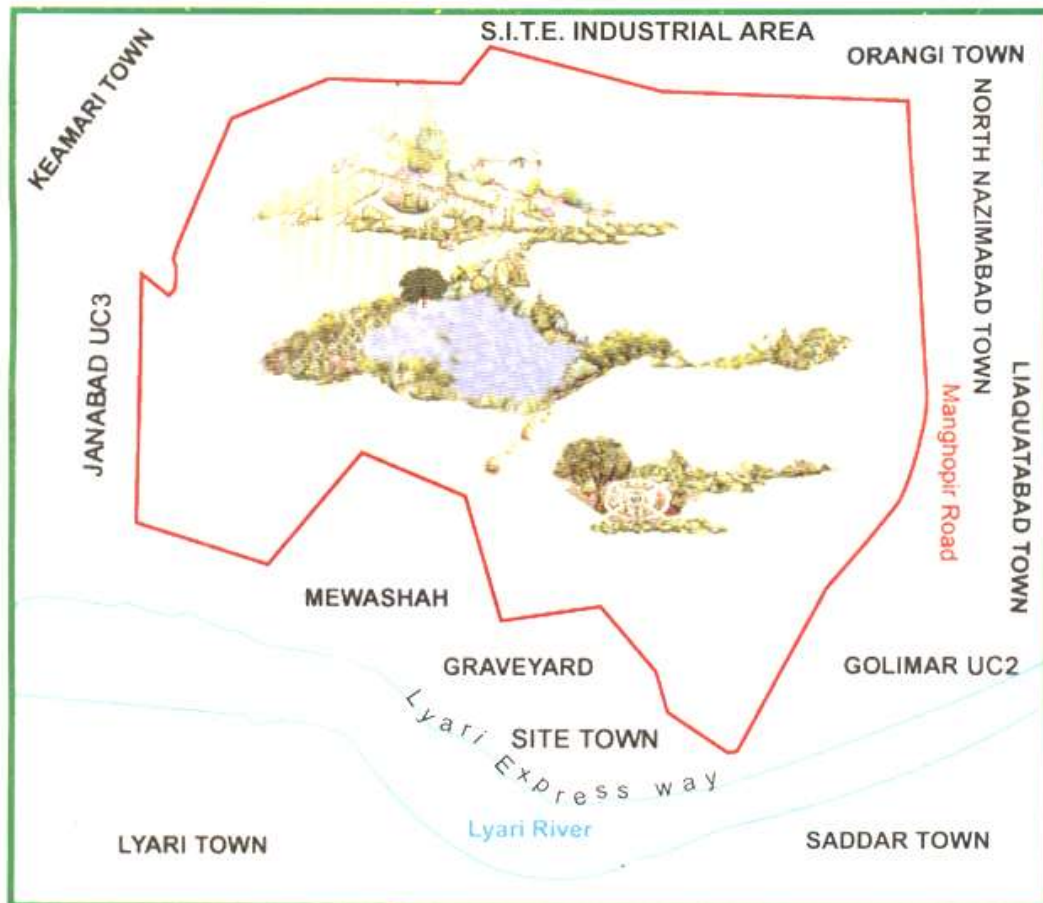 S.I.T.E. INDUSTRIAL AREA
ORANGI TOWN
KEAMARI TOWN
NORTH NAZIMABAD TOWN
JANABAD UC3
LIAQUATABAD TOWN
Manghopir Road
MEWASHAH
GRAVEYARD
GOLIMAR UC2
SITE TOWN
Lyari Express way
Lyari River
LYARI TOWN
SADDAR TOWN